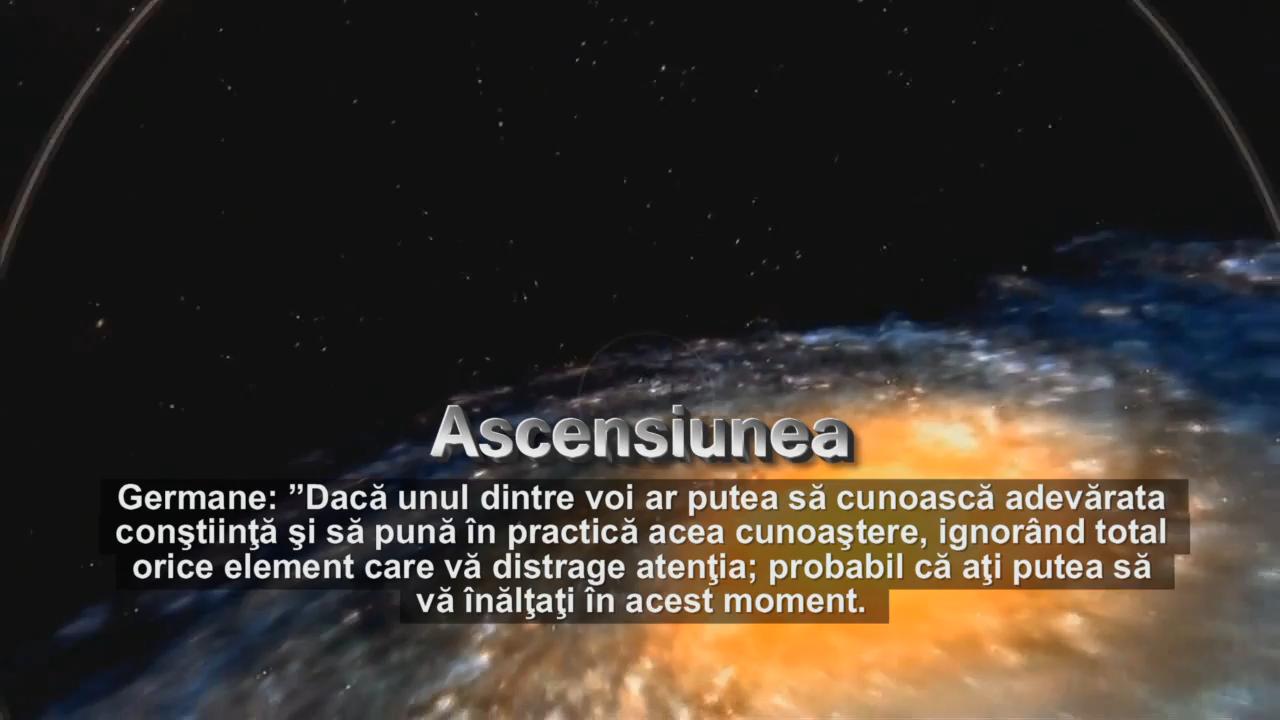 Ascensiunea
Germane: ”Dacă unul dintre voi ar putea să cunoască adevărata
conştiinţă şi să pună în practică acea cunoaştere, ignorând total
orice element care vă distrage atenţia; probabil că aţi putea să
vă înălţaţi în acest moment.